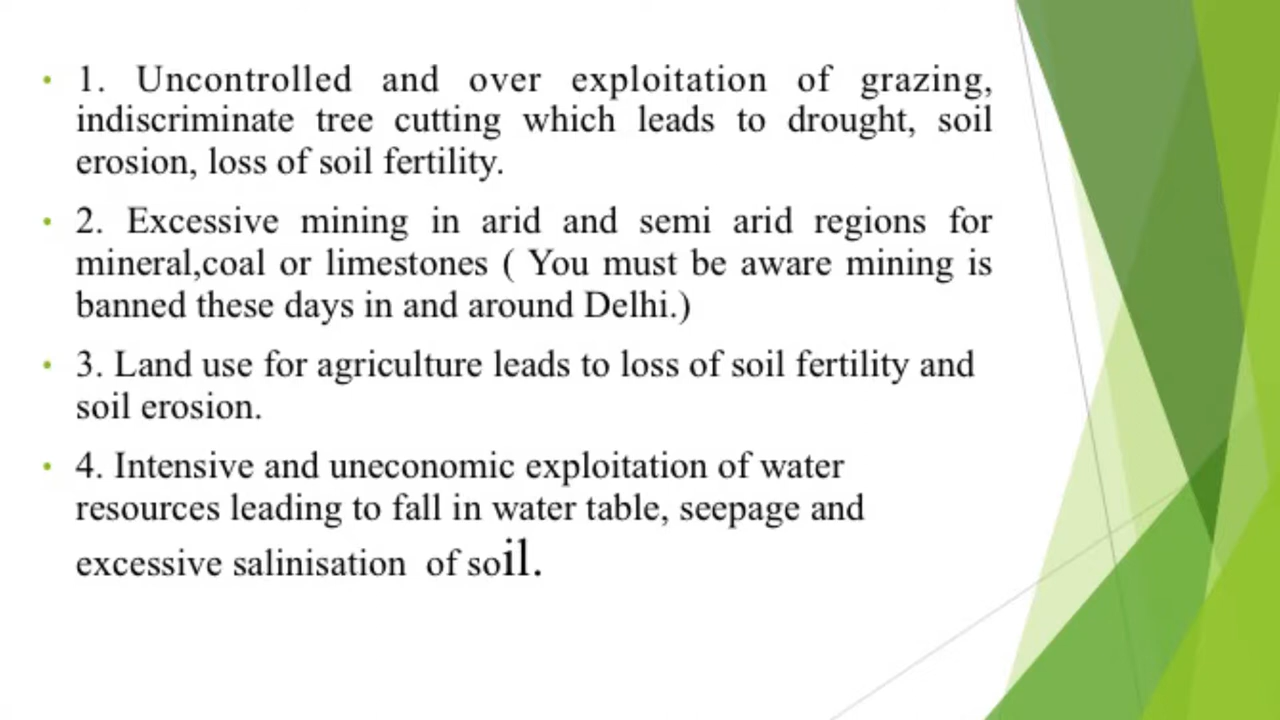 • 1. Uncontrolled and over exploitation of grazing,
indiscriminate tree cutting which leads to drought, soil
erosion, loss of soil fertility.
• 2. Excessive mining in arid and semi arid regions for
mineral,coal or limestones ( You must be aware mining is
banned these days in and around Delhi.)
• 3. Land use for agriculture leads to loss of soil fertility and
soil erosion.
• 4. Intensive and uneconomic exploitation of water
resources leading to fall in water table, seepage and
excessive salinisation of soil.